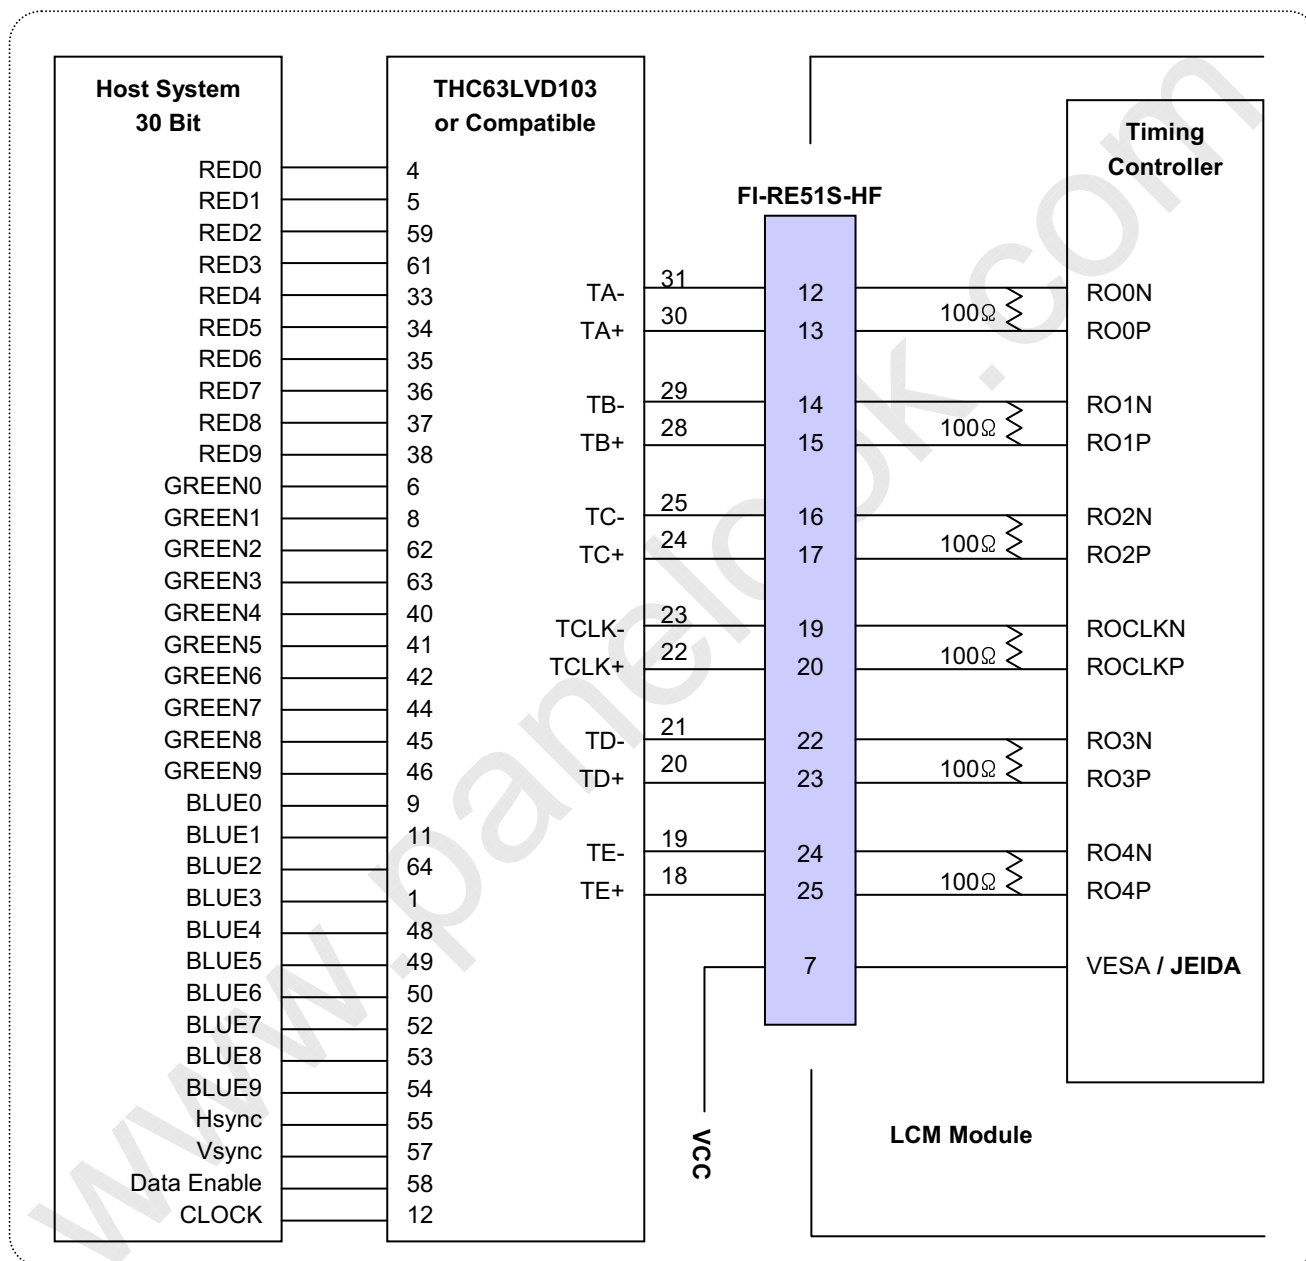 Host System
30 Bit
RED0
RED1
RED2
RED3
RED4
RED5
RED6
RED7
RED8
RED9
GREEN0
GREEN1
GREEN2
GREEN3
GREEN4
GREEN5
GREEN6
GREEN7
GREEN8
GREEN9
BLUE0
BLUE1
BLUE2
BLUE3
BLUE4
BLUE5
BLUE6
BLUE7
BLUE8
BLUE9
Hsync
Vsync
Data Enable
CLOCK
THC63LVD103
or Compatible
4
5
59
61
33
34
35
36
37
38
6
8
62
63
40
41
42
44
45
46
9
11
64
1
48
49
50
52
53
54
55
57
58
12
TA- 31
TA+ 30
TB- 29
TB+ 28
TC- 25
TC+ 24
TCLK- 23
TCLK+ 22
TD- 21
TD+ 20
TE- 19
TE+ 18
VCC
FI-RE51S-HF
12
13
14
15
16
17
19
20
22
23
24
25
7
100Ω
100Ω
100Ω
100Ω
100Ω
100Ω
Timing
Controller
RO0N
RO0P
RO1N
RO1P
RO2N
RO2P
ROCLKN
ROCLKP
RO3N
RO3P
RO4N
RO4P
VESA / JEIDA
LCM Module
www.panelook.com